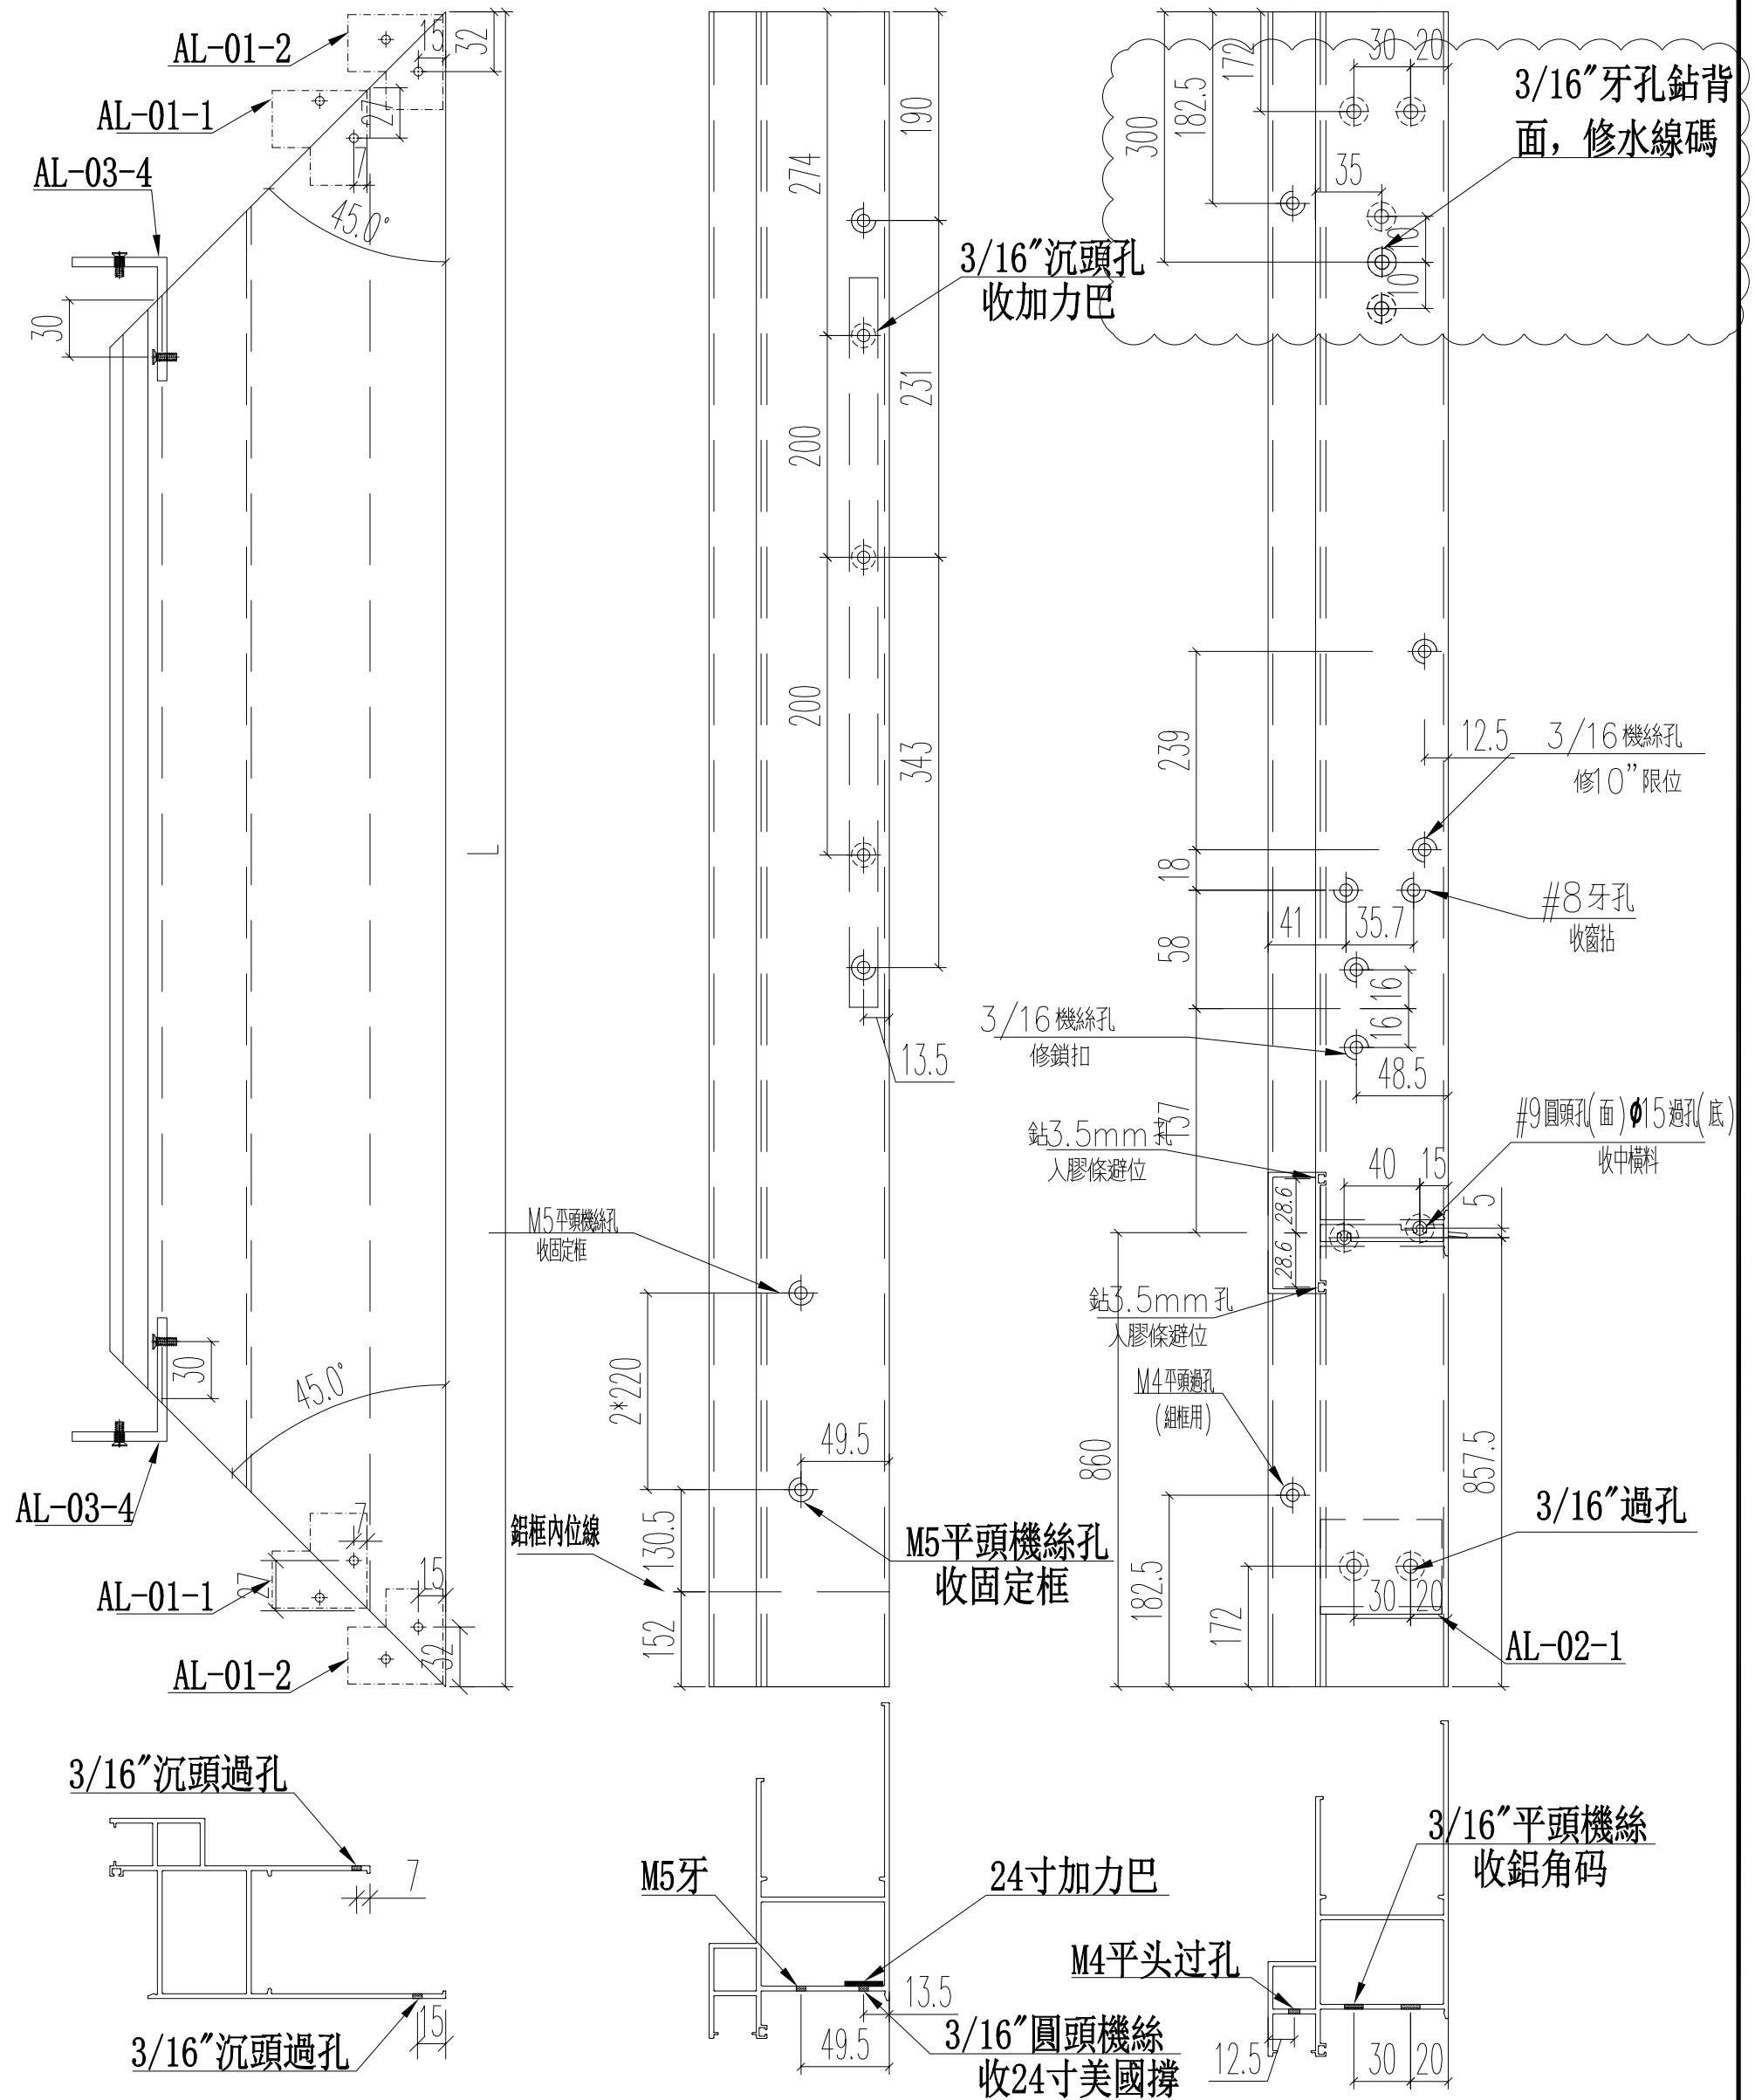 AL-01-2
AL-01-1
AL-03-4
15
32
27
7
45.0°
30
L
30
45.0°
AL-03-4
7
27
15
AL-01-1
32
AL-01-2
3/16"沉頭過孔
7
3/16"沉頭過孔
15
190
274
3/16"沉頭孔
收加力巴
231
200
200
343
13.5
M5平頭機絲孔
收固定框
2*220
49.5
鋁框內位線
130.5
M5平頭機絲孔
收固定框
152
M5牙
24寸加力巴
13.5
3/16"圓頭機絲
收24寸美國撐
49.5
172
30
20
182.5
300
3/16"牙孔鉆背
面，修水線碼
35
10
10
239
12.5
3/16機絲孔
修10"限位
18
#8牙孔
收窗拈
41
35.7
58
16
16
3/16機絲孔
修鎖扣
48.5
157
鉆3.5mm孔
入膠條避位
#9圓頭孔(面)ϕ15過孔(底)
收中橫料
40
15
5
28.6
28.6
鉆3.5mm孔
入膠條避位
M4平頭過孔
(組框用)
860
857.5
3/16"過孔
182.5
172
30
20
AL-02-1
3/16"平頭機絲
收鋁角码
M4平头过孔
12.5
30
20